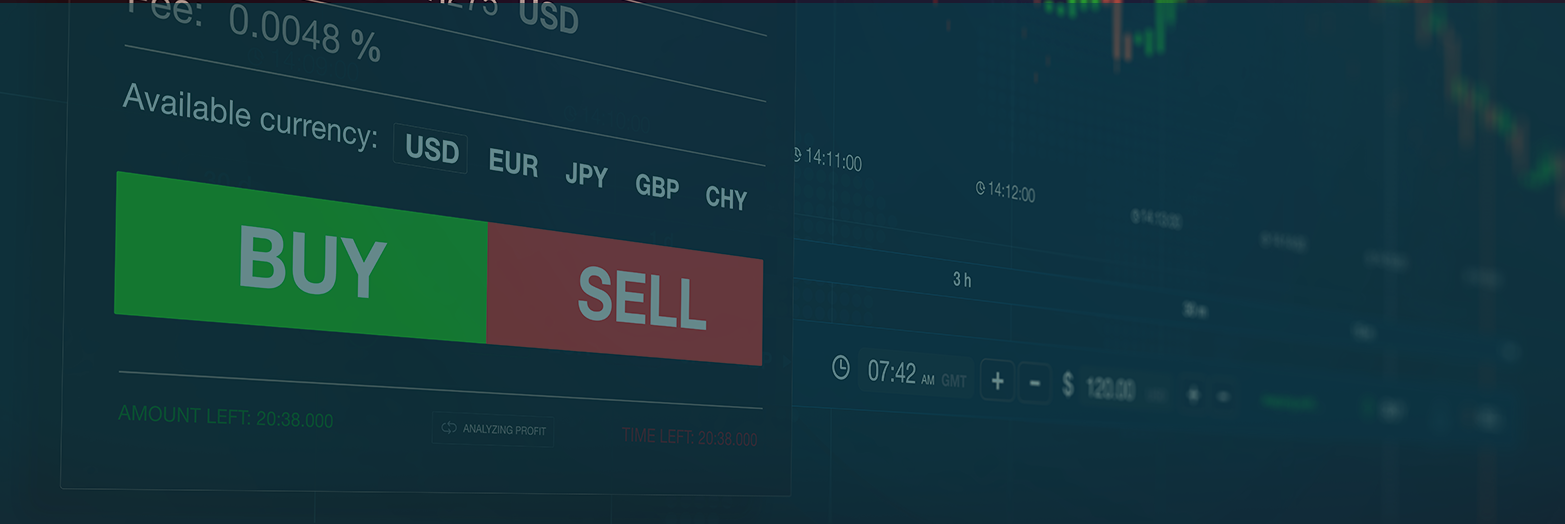 USD
Fee: 0.0048 %
Available currency: USD EUR JPY GBP CHY
BUY SELL
AMOUNT LEFT: 20:38.000
ANALYZING PROFIT
TIME LEFT: 20:38.000
14:11:00
14:12:00
14:13:00
3 h
07:42 AM GMT + - $ 120.00 + -